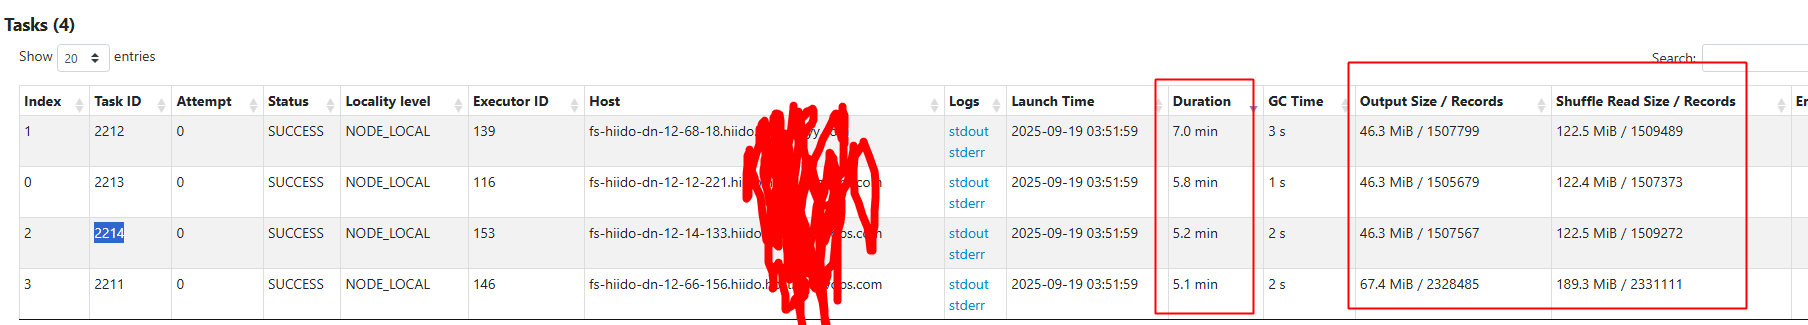 Tasks (4)
Show 20 entries
Search:
Index Task ID Attempt Status Locality level Executor ID Host Logs Launch Time Duration GC Time Output Size / Records Shuffle Read Size / Records Er
1 2212 0 SUCCESS NODE_LOCAL 139 fs-hiido-dn-12-68-18.hiido. stdout 2025-09-19 03:51:59 7.0 min 3 s 46.3 MiB / 1507799 122.5 MiB / 1509489
stderr
0 2213 0 SUCCESS NODE_LOCAL 116 fs-hiido-dn-12-12-221.hi .com stdout 2025-09-19 03:51:59 5.8 min 1 s 46.3 MiB / 1505679 122.4 MiB / 1507373
stderr
2 2214 0 SUCCESS NODE_LOCAL 153 fs-hiido-dn-12-14-133.hiido .com stdout 2025-09-19 03:51:59 5.2 min 2 s 46.3 MiB / 1507567 122.5 MiB / 1509272
stderr
3 2211 0 SUCCESS NODE_LOCAL 146 fs-hiido-dn-12-66-156.hiido. .com stdout 2025-09-19 03:51:59 5.1 min 2 s 67.4 MiB / 2328485 189.3 MiB / 2331111
stderr